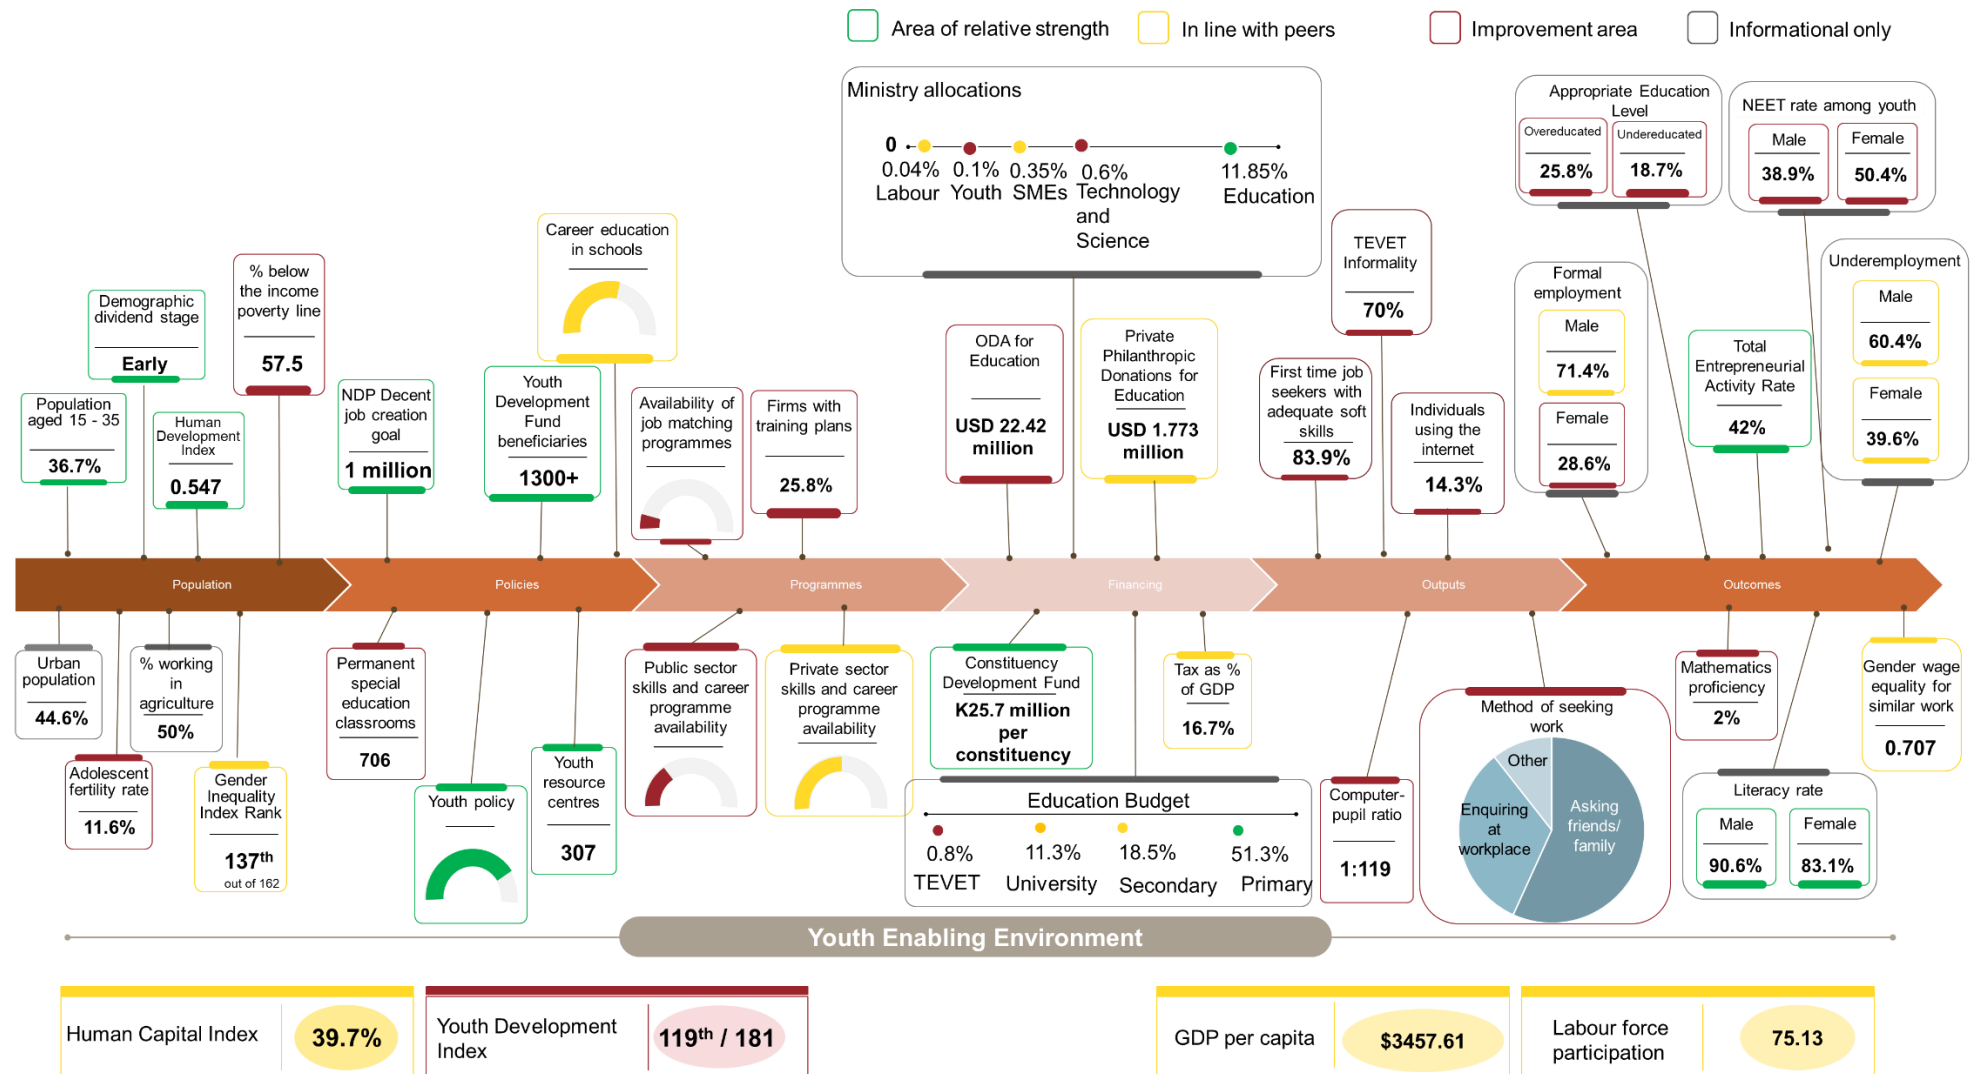 Area of relative strength
In line with peers
Improvement area
Informational only
Ministry allocations
0
0.04%
Labour
0.1%
Youth
0.35%
SMEs
0.6%
Technology
and
Science
11.85%
Education
Appropriate Education
Level
Overeducated
25.8%
Undereducated
18.7%
NEET rate among youth
Male
38.9%
Female
50.4%
Career education
in schools
% below
the income
poverty line
57.5
Demographic
dividend stage
Early
Population
aged 15 - 35
36.7%
Human
Development
Index
0.547
NDP Decent
job creation
goal
1 million
Youth
Development
Fund
beneficiaries
1300+
Availability of
job matching
programmes
Firms with
training plans
25.8%
ODA for
Education
USD 22.42
million
Private
Philanthropic
Donations for
Education
USD 1.773
million
TEVET
Informality
70%
First time job
seekers with
adequate soft
skills
83.9%
Individuals
using the
internet
14.3%
Formal
employment
Male
71.4%
Female
28.6%
Total
Entrepreneurial
Activity Rate
42%
Underemployment
Male
60.4%
Female
39.6%
Population
Policies
Programmes
Financing
Outputs
Outcomes
Urban
population
44.6%
Adolescent
fertility rate
11.6%
% working
in
agriculture
50%
Gender
Inequality
Index Rank
137th
out of 162
Permanent
special
education
classrooms
706
Youth policy
Youth
resource
centres
307
Public sector
skills and career
programme
availability
Private sector
skills and career
programme
availability
Constituency
Development Fund
K25.7 million
per
constituency
Tax as %
of GDP
16.7%
Education Budget
0.8%
TEVET
11.3%
University
18.5%
Secondary
51.3%
Primary
Computer-
pupil ratio
1:119
Method of seeking
work
Other
Enquiring
at
workplace
Asking
friends/
family
Mathematics
proficiency
2%
Literacy rate
Male
90.6%
Female
83.1%
Gender wage
equality for
similar work
0.707
Youth Enabling Environment
Human Capital Index
39.7%
Youth Development
Index
119th / 181
GDP per capita
$3457.61
Labour force
participation
75.13